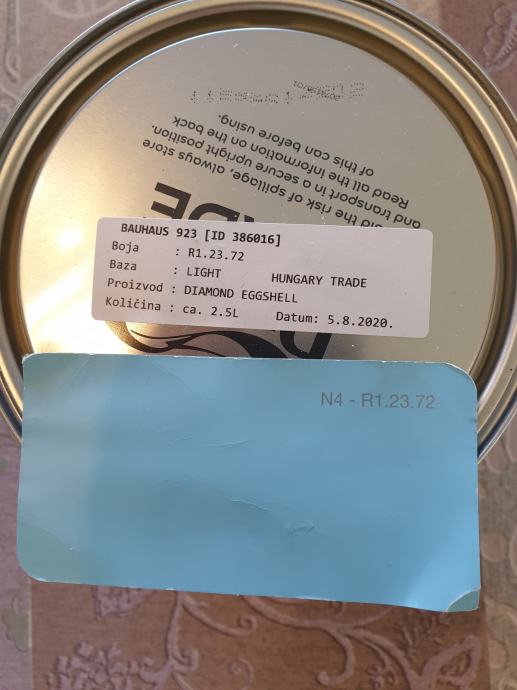 BAUHAUS 923 [ID 386016]
Boja : R1.23.72
Baza : LIGHT HUNGARY TRADE
Proizvod : DIAMOND EGGSHELL
Količina : ca. 2.5L Datum: 5.8.2020.
N4 - R1.23.72
the risk of spillage, always store
and transport in a secure upright position.
Read all the information on the back
of this can before using.